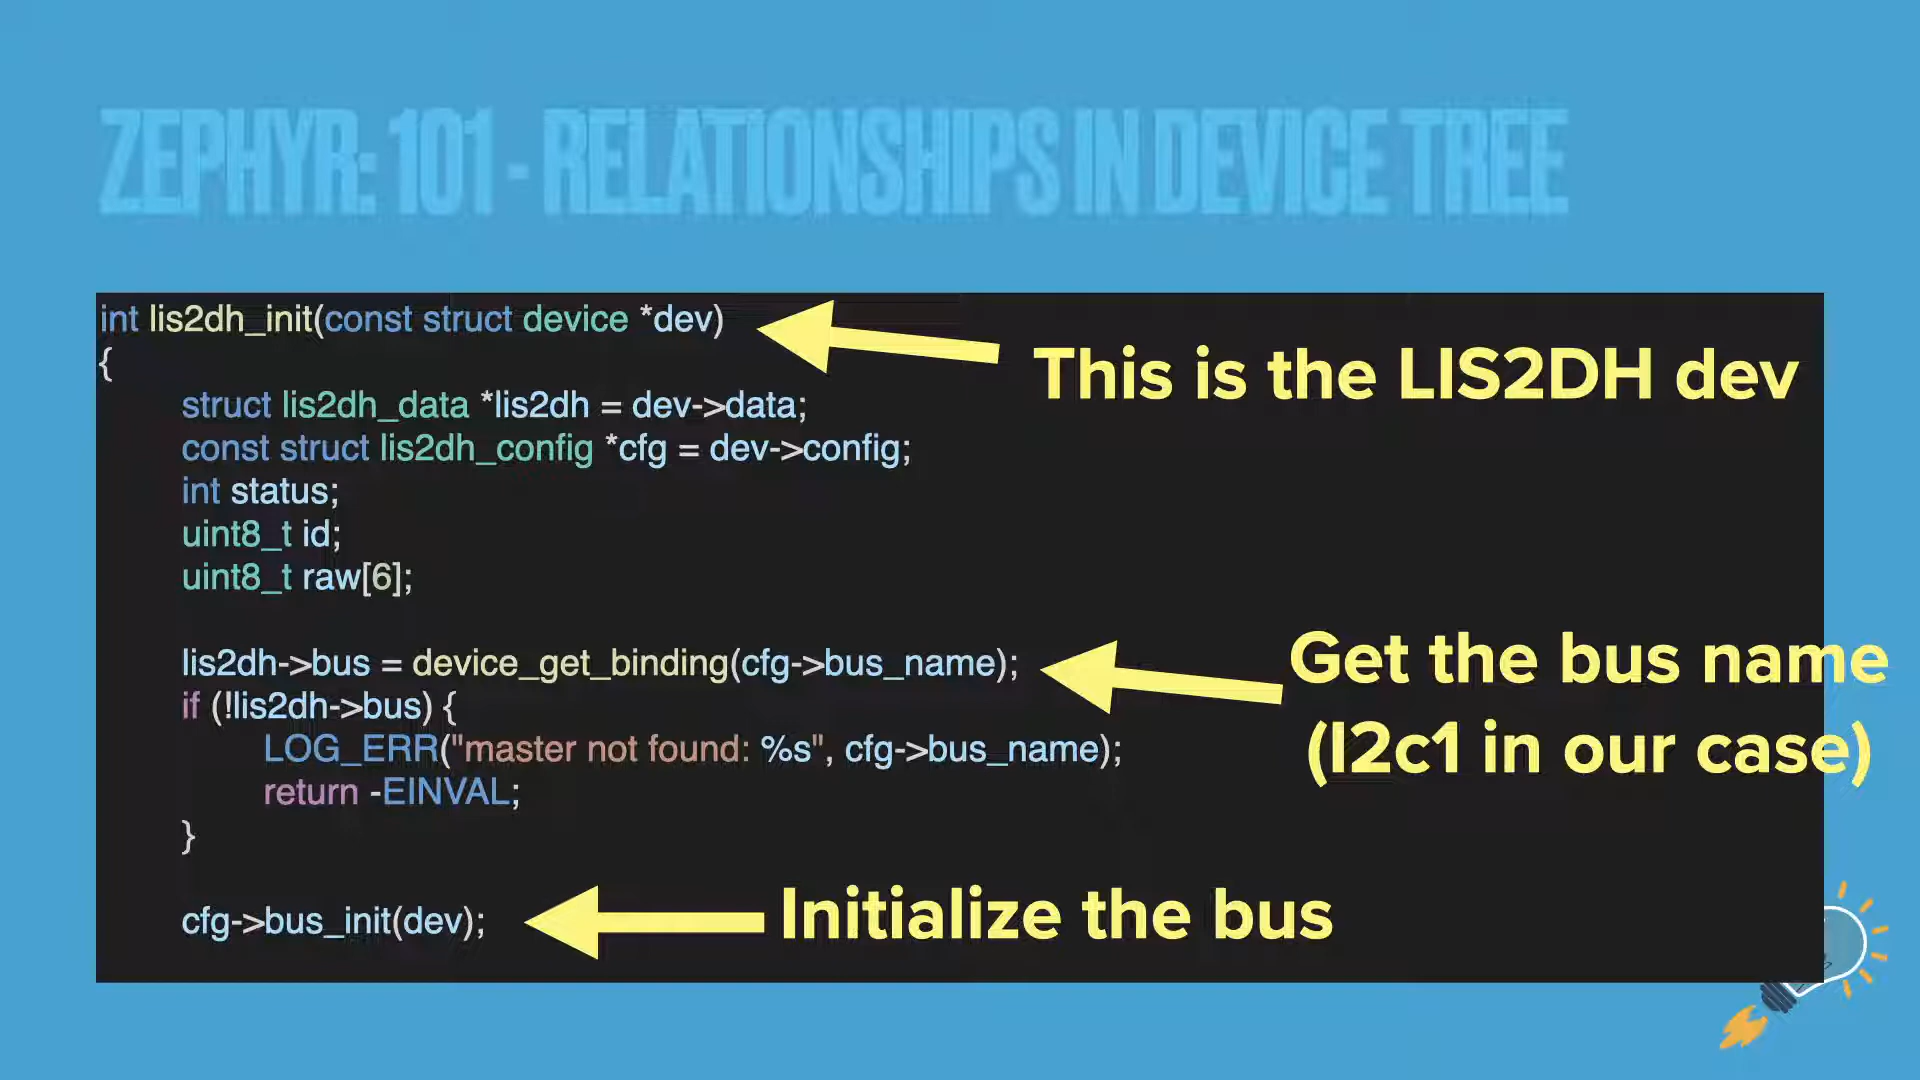 ZEPHYR: 101 - RELATIONSHIPS IN DEVICE TREE
int lis2dh_init(const struct device *dev)
{
struct lis2dh_data *lis2dh = dev->data;
const struct lis2dh_config *cfg = dev->config;
int status;
uint8_t id;
uint8_t raw[6];
lis2dh->bus = device_get_binding(cfg->bus_name);
if (!lis2dh->bus) {
LOG_ERR("master not found: %s", cfg->bus_name);
return -EINVAL;
}
cfg->bus_init(dev);
This is the LIS2DH dev
Get the bus name
(I2c1 in our case)
Initialize the bus